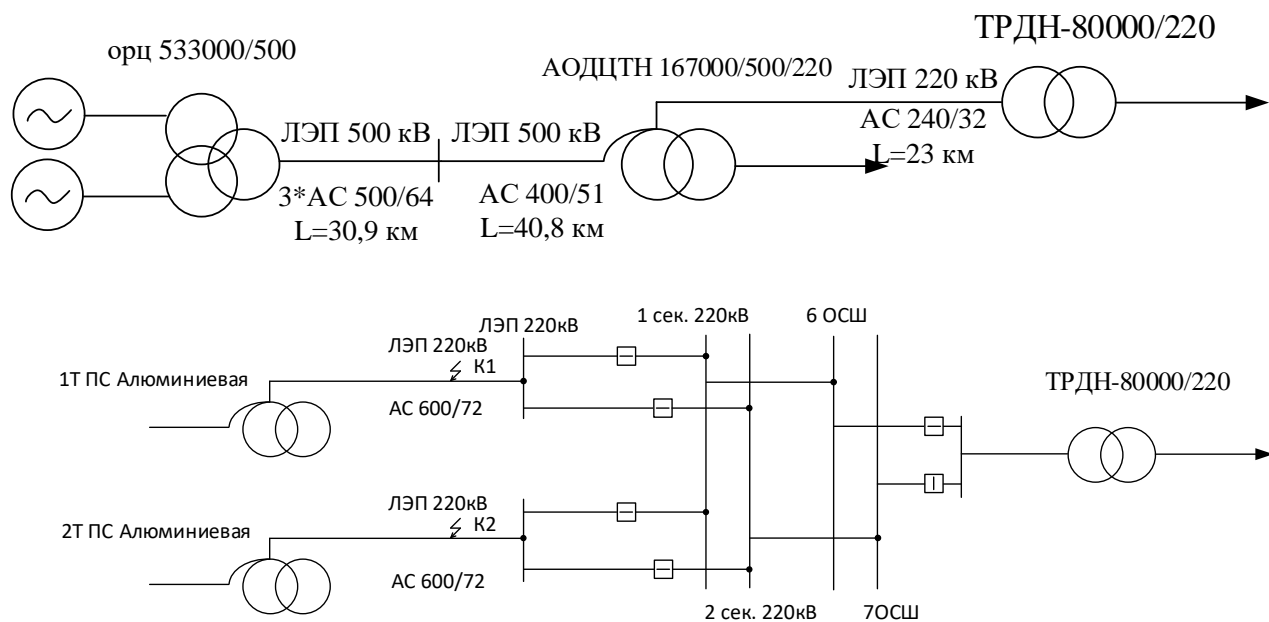 орц 533000/500
АОДЦТН 167000/500/220
ТРДН-80000/220
ЛЭП 500 кВ
ЛЭП 500 кВ
ЛЭП 220 кВ
3*АС 500/64
L=30,9 км
АС 400/51
L=40,8 км
АС 240/32
L=23 км
ЛЭП 220кВ
1 сек. 220кВ
6 ОСШ
ЛЭП 220кВ
К1
1Т ПС Алюминиевая
АС 600/72
ТРДН-80000/220
ЛЭП 220кВ
К2
2Т ПС Алюминиевая
АС 600/72
2 сек. 220кВ
7ОСШ